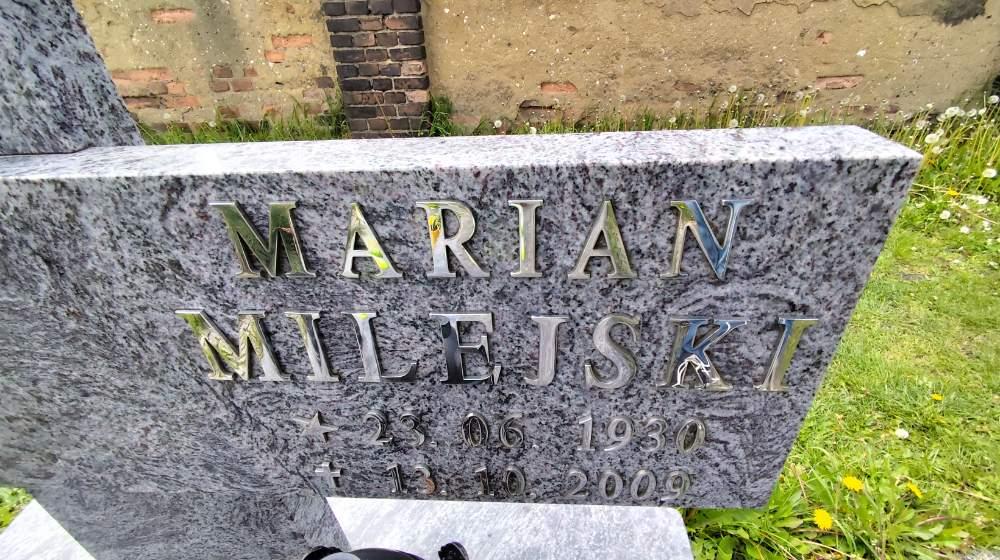 MARIAN
MILEJSKI
★ 23. 06 1930
✝ 13. 10. 2009